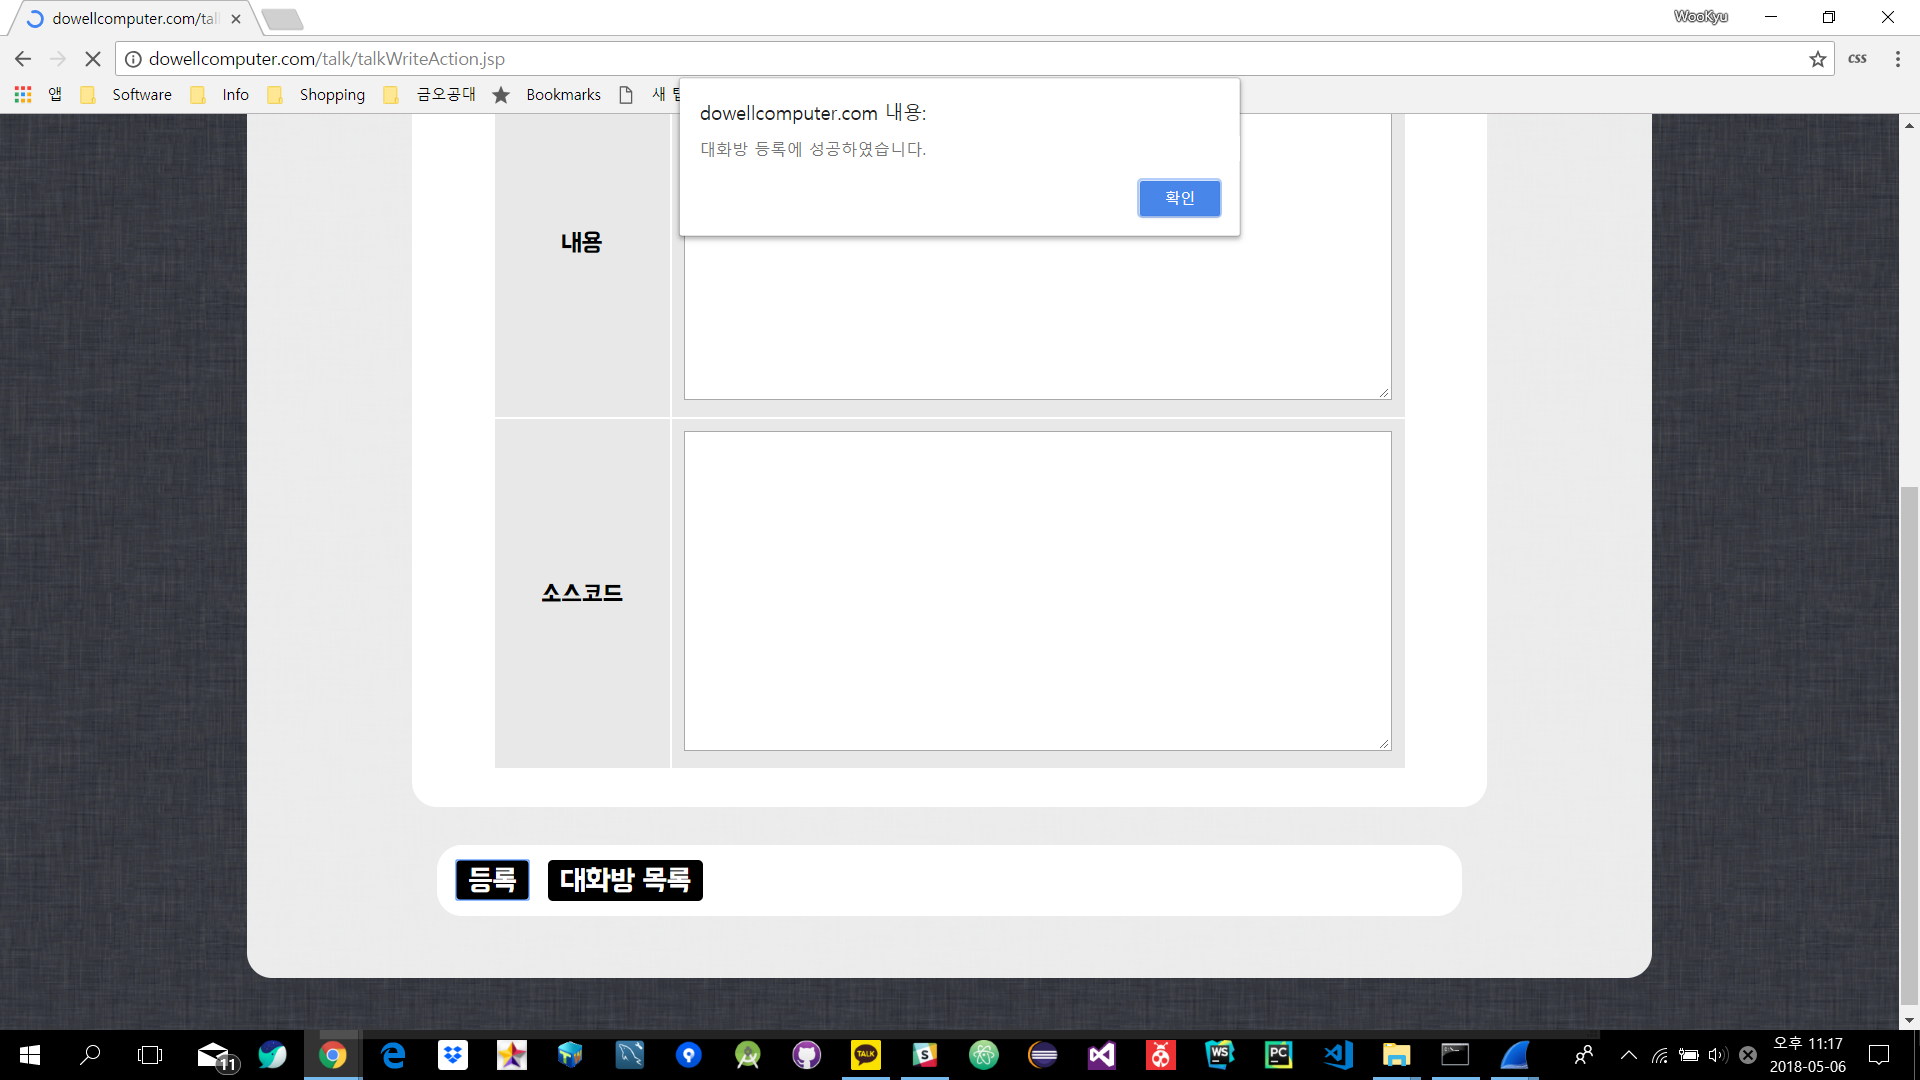 dowellcomputer.com/tal
WooKyu
dowellcomputer.com/talk/talkWriteAction.jsp
css
앱 Software Info Shopping 금오공대 Bookmarks 새
dowellcomputer.com 내용:
대화방 등록에 성공하였습니다.
확인
내용
소스코드
등록 대화방 목록
11
TALK
S
WS
PC
오후 11:17
2018-05-06